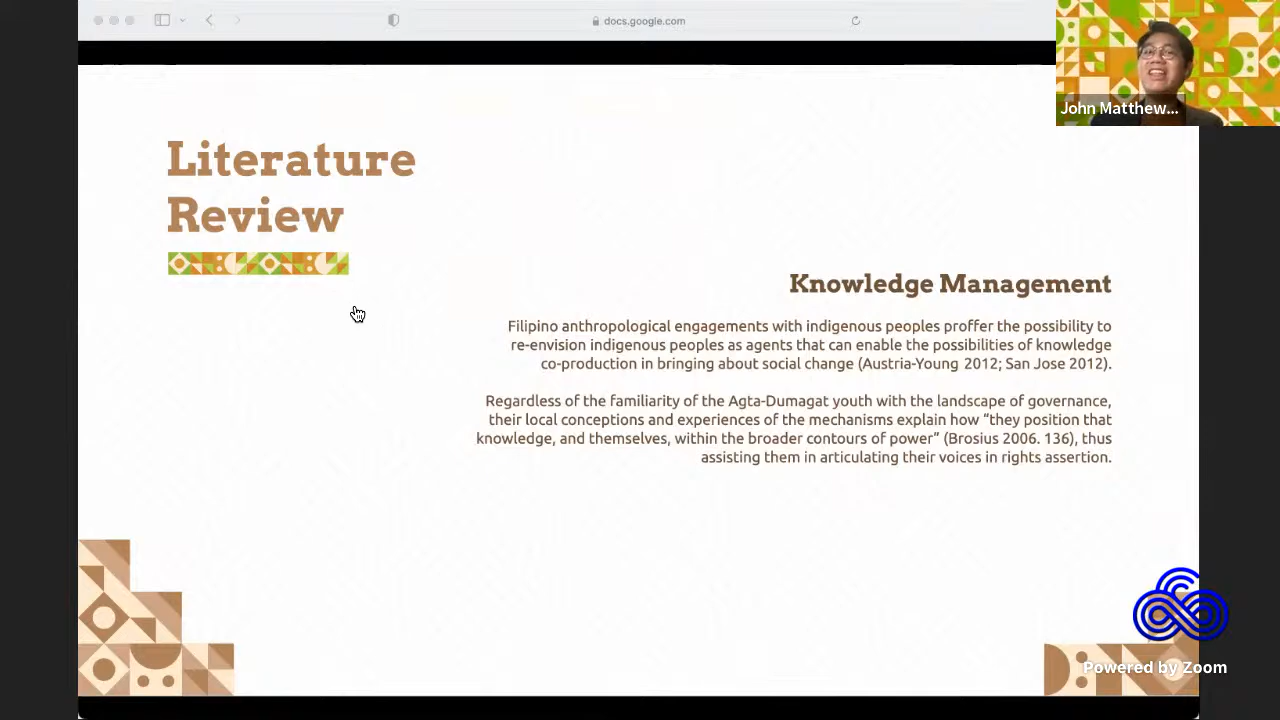 docs.google.com
John Matthew...
Literature
Review
Knowledge Management
Filipino anthropological engagements with indigenous peoples proffer the possibility to
re-envision indigenous peoples as agents that can enable the possibilities of knowledge
co-production in bringing about social change (Austria-Young 2012; San Jose 2012).
Regardless of the familiarity of the Agta-Dumagat youth with the landscape of governance,
their local conceptions and experiences of the mechanisms explain how “they position that
knowledge, and themselves, within the broader contours of power” (Brosius 2006. 136), thus
assisting them in articulating their voices in rights assertion.
Powered by Zoom